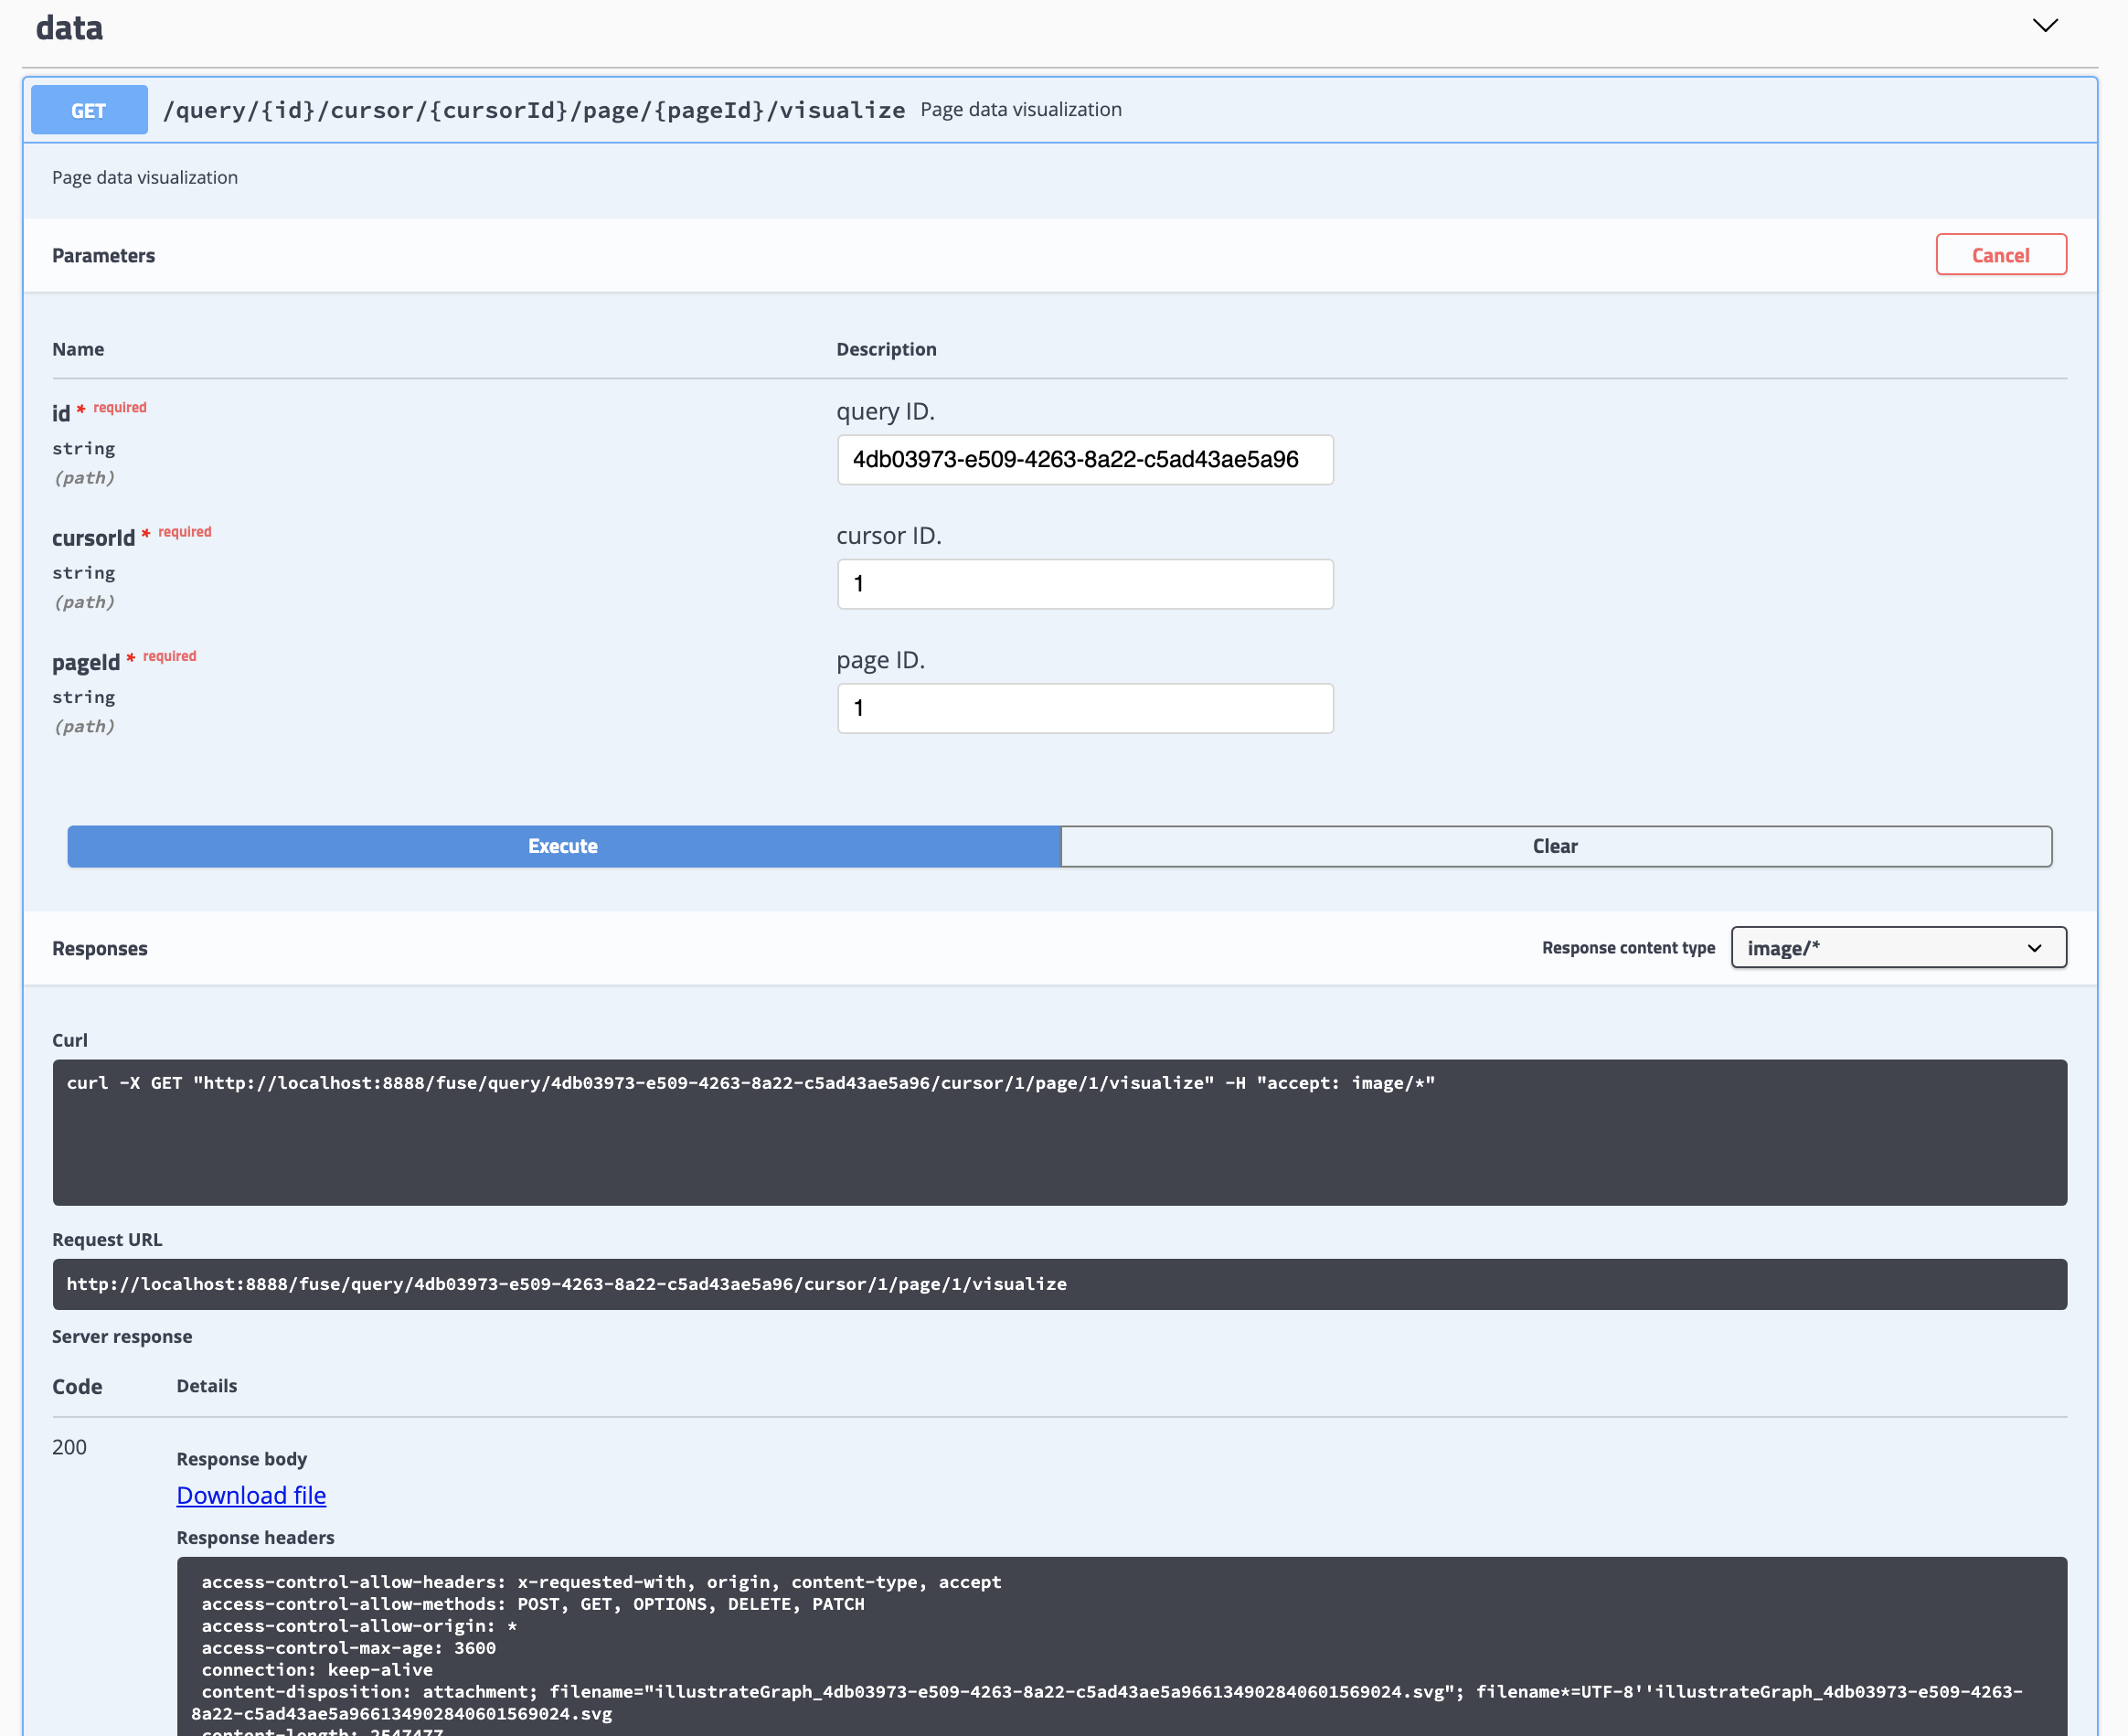 data
GET /query/{id}/cursor/{cursorId}/page/{pageId}/visualize Page data visualization
Page data visualization
Parameters Cancel
Name Description
id * required query ID.
string 4db03973-e509-4263-8a22-c5ad43ae5a96
(path)
cursorId * required cursor ID.
string 1
(path)
pageId * required page ID.
string 1
(path)
Execute Clear
Responses Response content type image/*
Curl
curl -X GET "http://localhost:8888/fuse/query/4db03973-e509-4263-8a22-c5ad43ae5a96/cursor/1/page/1/visualize" -H "accept: image/*"
Request URL
http://localhost:8888/fuse/query/4db03973-e509-4263-8a22-c5ad43ae5a96/cursor/1/page/1/visualize
Server response
Code Details
200
Response body
Download file
Response headers
access-control-allow-headers: x-requested-with, origin, content-type, accept
access-control-allow-methods: POST, GET, OPTIONS, DELETE, PATCH
access-control-allow-origin: *
access-control-max-age: 3600
connection: keep-alive
content-disposition: attachment; filename="illustrateGraph_4db03973-e509-4263-8a22-c5ad43ae5a966134902840601569024.svg"; filename*=UTF-8''illustrateGraph_4db03973-e509-4263-
8a22-c5ad43ae5a966134902840601569024.svg
content-length: 2547477